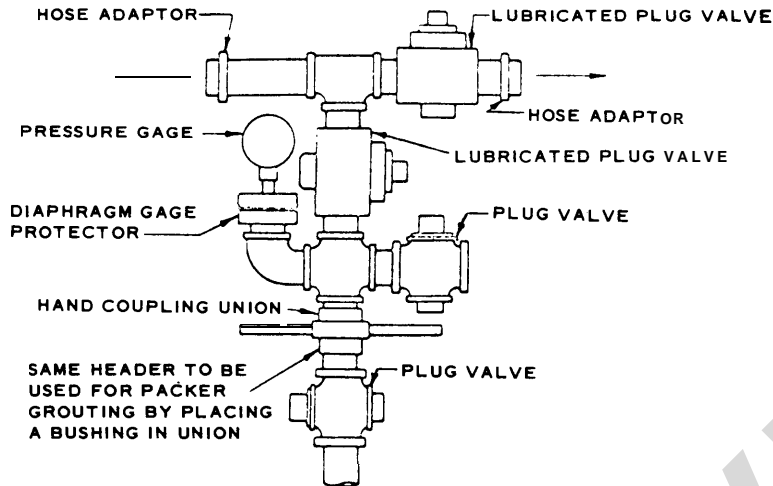 HOSE ADAPTOR
LUBRICATED PLUG VALVE
HOSE ADAPTOR
PRESSURE GAGE
LUBRICATED PLUG VALVE
DIAPHRAGM GAGE
PROTECTOR
PLUG VALVE
HAND COUPLING UNION
SAME HEADER TO BE
USED FOR PACKER
GROUTING BY PLACING
A BUSHING IN UNION
PLUG VALVE